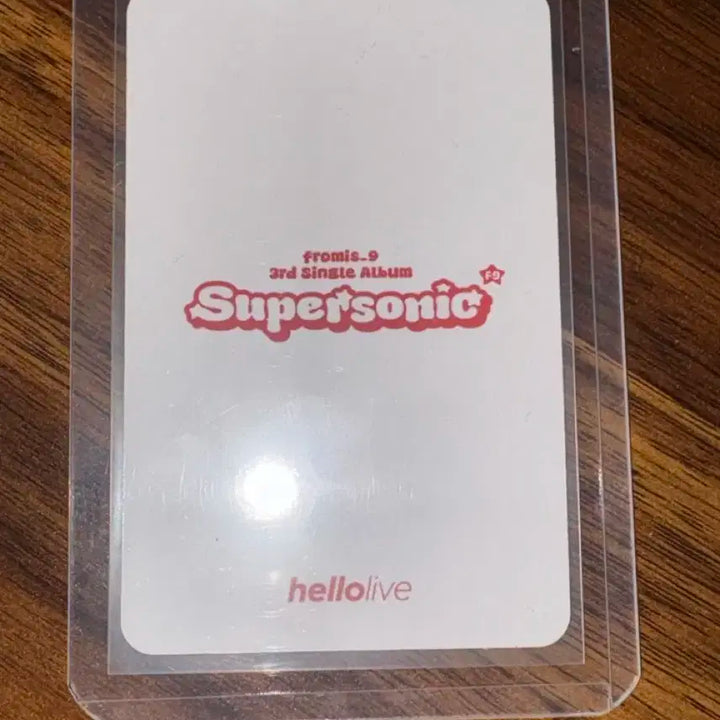 fromis_9
3rd Single Album
F9
Supersonic
hellolive